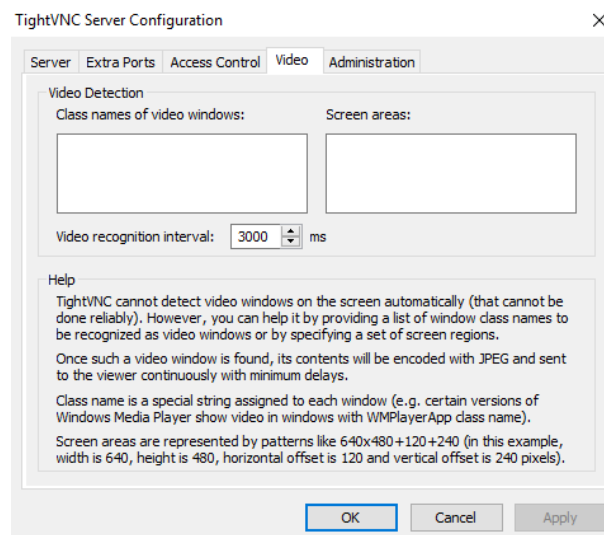 TightVNC Server Configuration
Server Extra Ports Access Control Video Administration
Video Detection
Class names of video windows: Screen areas:
Video recognition interval: 3000 ms
Help
TightVNC cannot detect video windows on the screen automatically (that cannot be
done reliably). However, you can help it by providing a list of window class names to
be recognized as video windows or by specifying a set of screen regions.
Once such a video window is found, its contents will be encoded with JPEG and sent
to the viewer continuously with minimum delays.
Class name is a special string assigned to each window (e.g. certain versions of
Windows Media Player show video in windows with WMPlayerApp class name).
Screen areas are represented by patterns like 640x480+120+240 (in this example,
width is 640, height is 480, horizontal offset is 120 and vertical offset is 240 pixels).
OK Cancel Apply